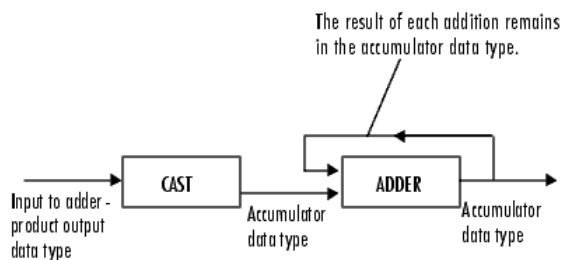 The result of each addition remains
in the accumulator data type.
CAST
ADDER
Input to adder -
product output
data type
Accumulator
data type
Accumulator
data type